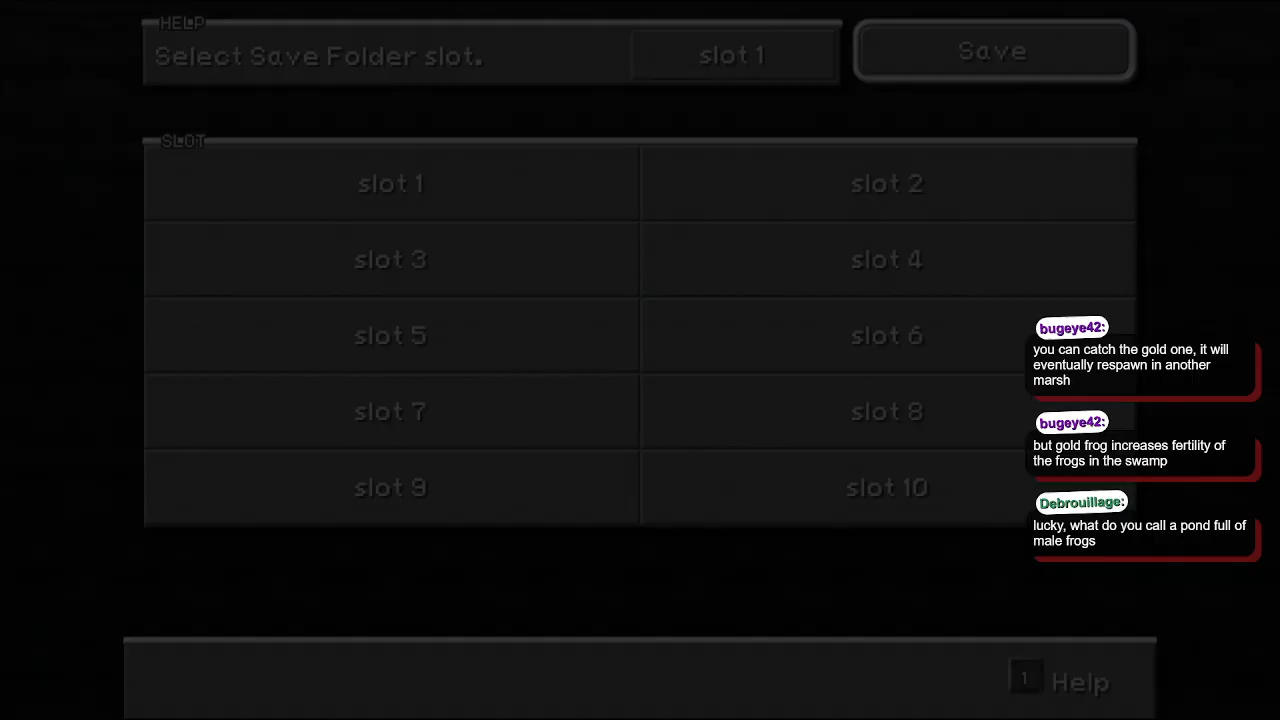 HELP
Select Save Folder slot.
slot 1
Save
SLOT
slot 1
slot 2
slot 3
slot 4
slot 5
slot 6
slot 7
slot 8
slot 9
slot 10
bugeye42:
you can catch the gold one, it will
eventually respawn in another
marsh
bugeye42:
but gold frog increases fertility of
the frogs in the swamp
Debrouillage:
lucky, what do you call a pond full of
male frogs
1 Help